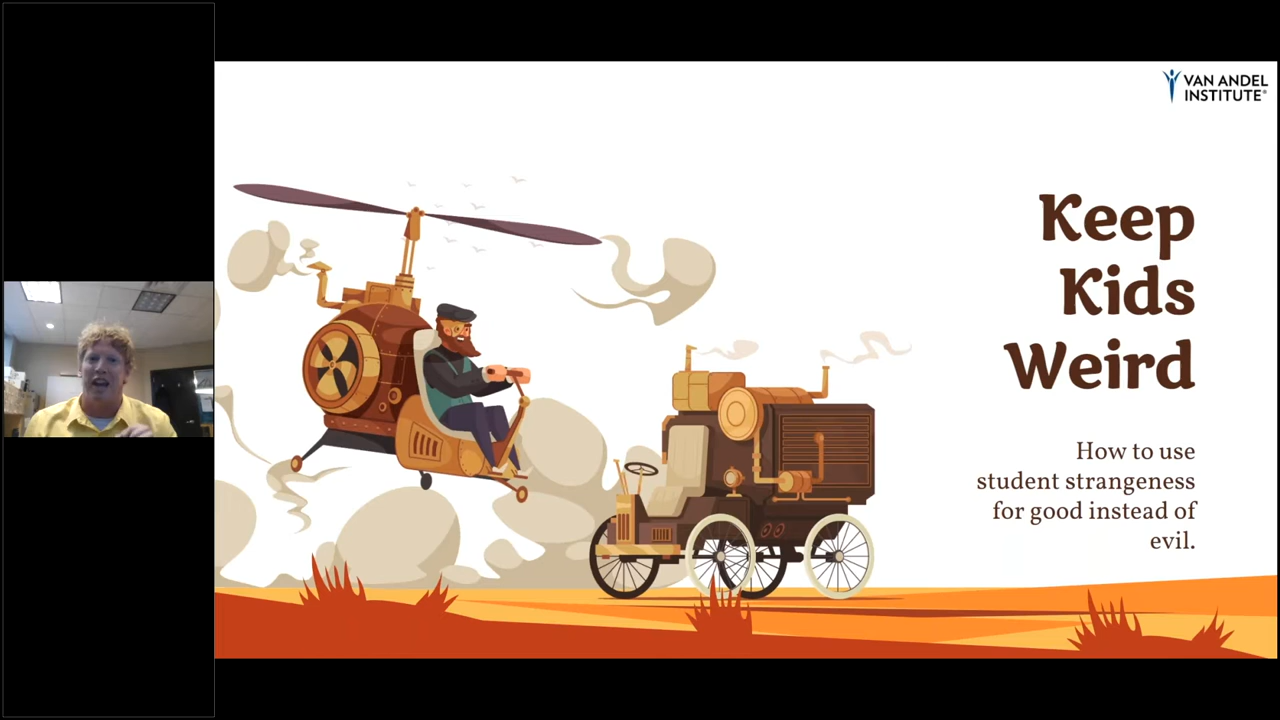 VAN ANDEL
INSTITUTE®
Keep
Kids
Weird
How to use
student strangeness
for good instead of
evil.